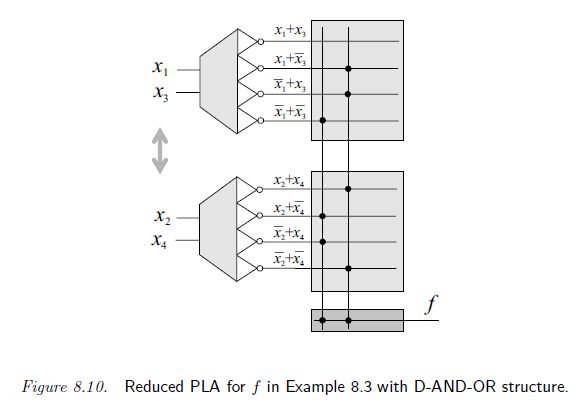 x₁+x₃
x₁+x̅₃
x̅₁+x₃
x̅₁+x̅₃
x₁
x₃
x₂+x₄
x₂+x̅₄
x̅₂+x₄
x̅₂+x̅₄
x₂
x₄
f
Figure 8.10. Reduced PLA for f in Example 8.3 with D-AND-OR structure.